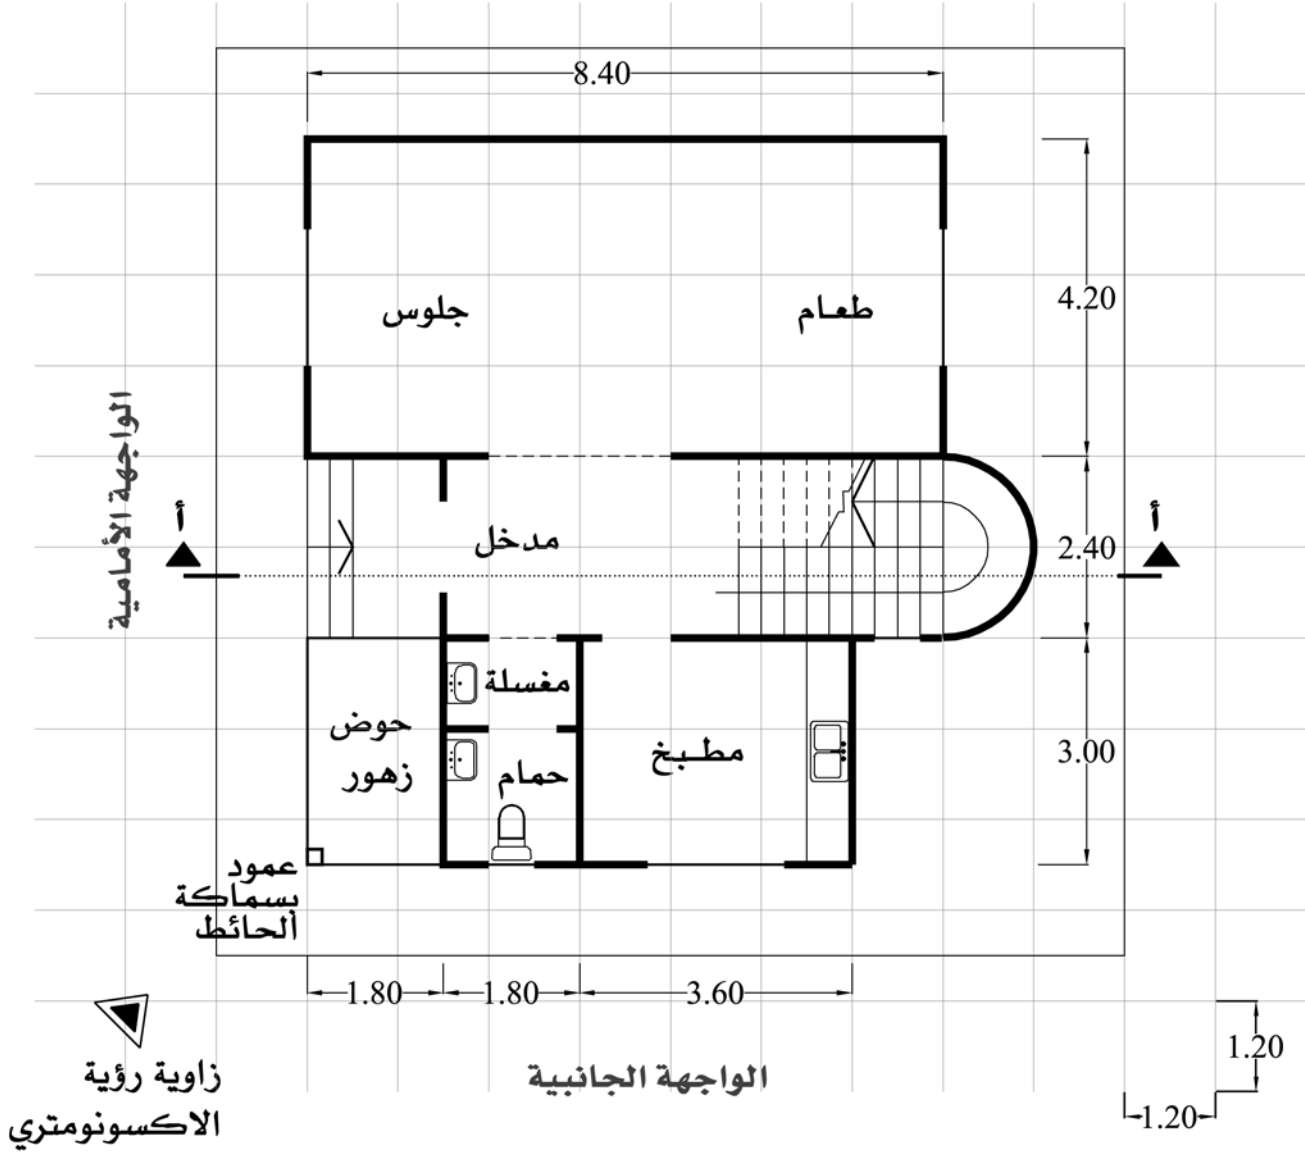 8.40
4.20
جلوس
طعام
الواجهة الأمامية
أ
أ
مدخل
2.40
مغسلة
حوض
زهور
مطبخ
3.00
حمام
عمود
بسماكة
الحائط
1.80
1.80
3.60
زاوية رؤية
الاكسونومتري
الواجهة الجانبية
1.20
1.20